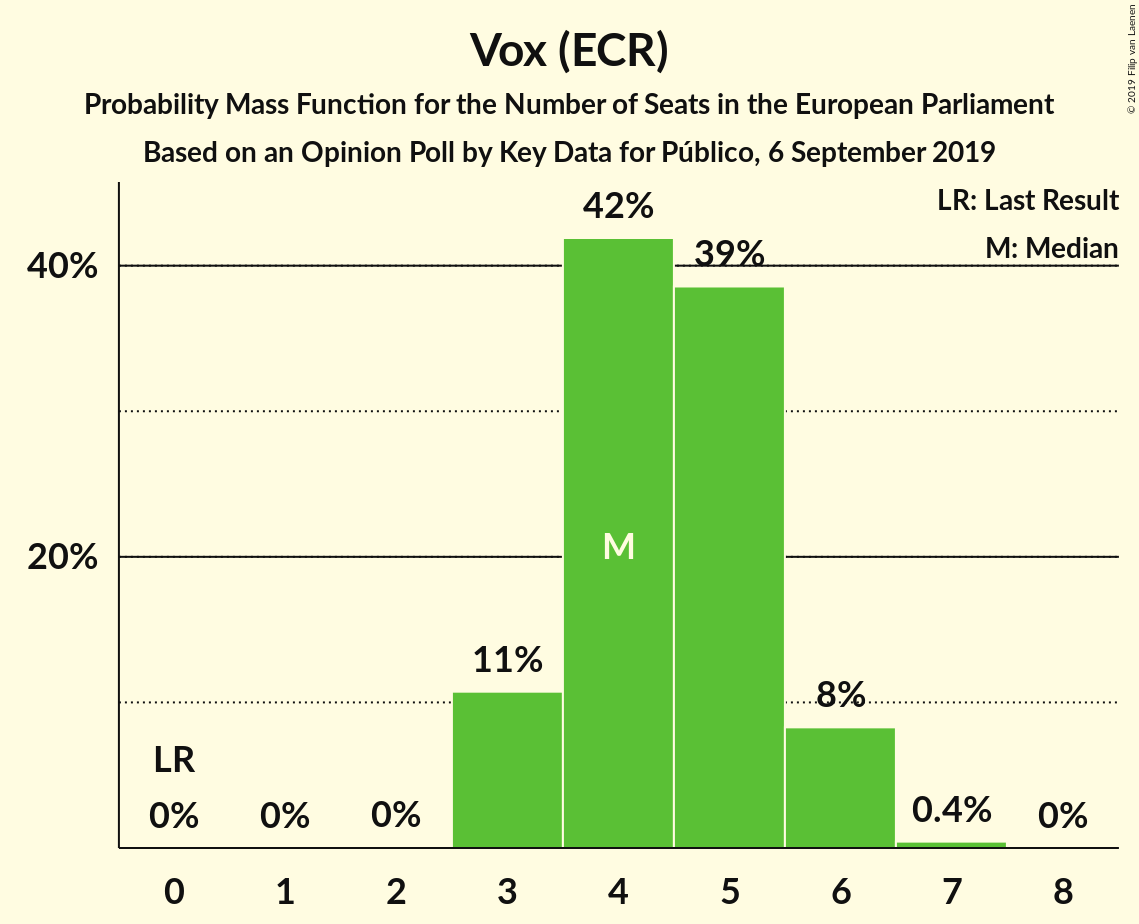 Vox (ECR)
Probability Mass Function for the Number of Seats in the European Parliament
Based on an Opinion Poll by Key Data for Público, 6 September 2019
© 2019 Filip van Laenen
LR: Last Result
M: Median
40%
20%
LR
0%
0%
0%
11%
42%
39%
8%
0.4%
0%
M
0 1 2 3 4 5 6 7 8